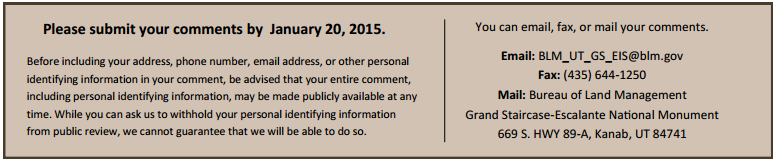 Please submit your comments by January 20, 2015.
Before including your address, phone number, email address, or other personal
identifying information in your comment, be advised that your entire comment,
including personal identifying information, may be made publicly available at any
time. While you can ask us to withhold your personal identifying information
from public review, we cannot guarantee that we will be able to do so.
You can email, fax, or mail your comments.
Email: BLM_UT_GS_EIS@blm.gov
Fax: (435) 644-1250
Mail: Bureau of Land Management
Grand Staircase-Escalante National Monument
669 S. HWY 89-A, Kanab, UT 84741